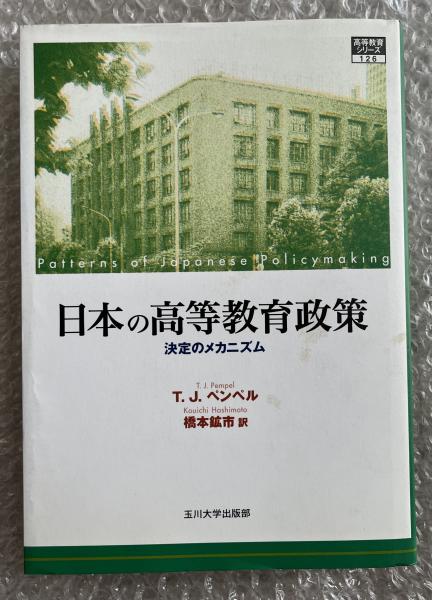 高等教育
シリーズ
126
Patterns of Japanese Policymaking
日本の高等教育政策
決定のメカニズム
T. J. Pempel
T. J. ペンペル
Kouichi Hashimoto
橋本鉱市 訳
玉川大学出版部